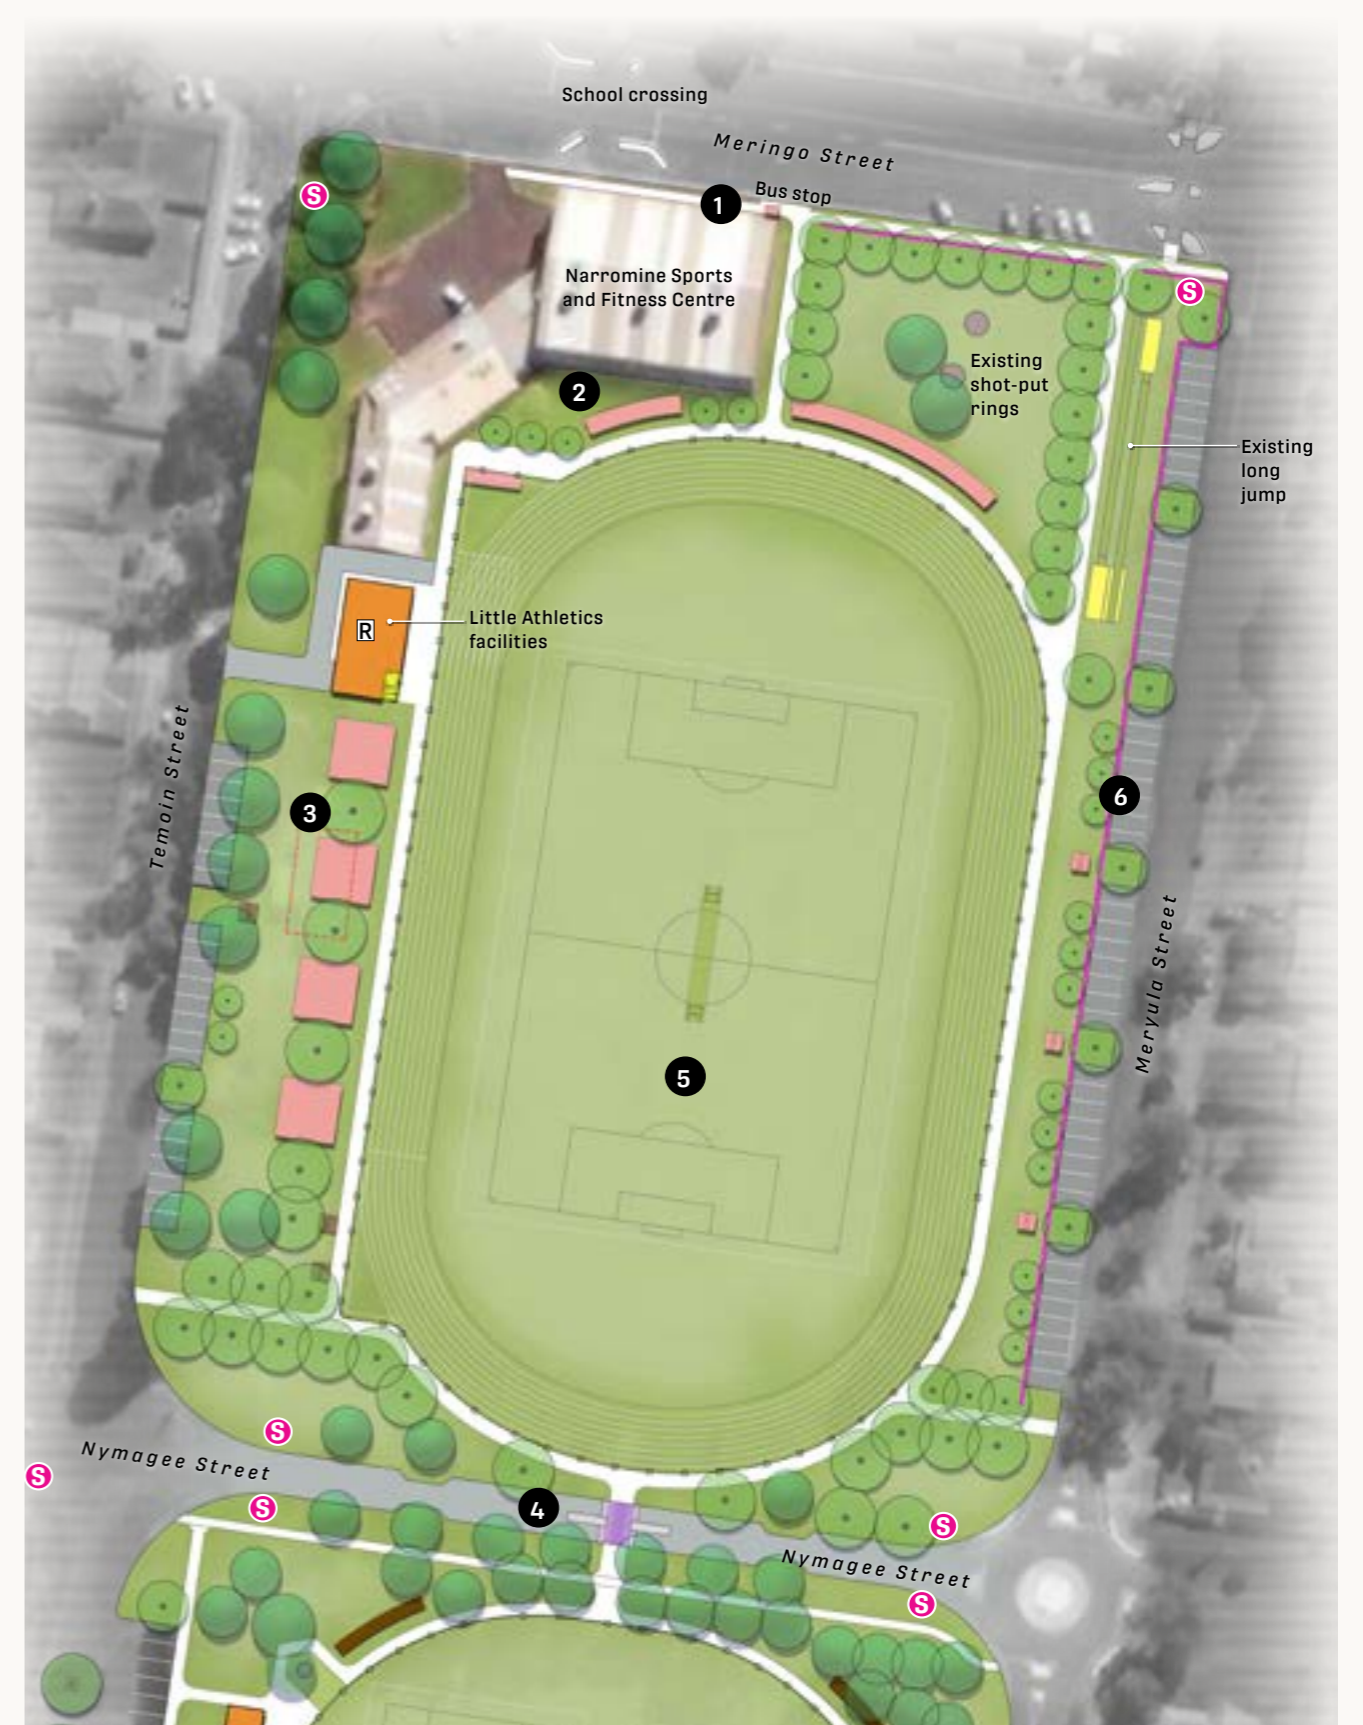 School crossing
Meringo Street
S
1
Bus stop
Narromine Sports
and Fitness Centre
S
2
Existing
shot-put
rings
Existing
long
jump
R
Little Athletics
facilities
Temoin Street
3
6
Meryula Street
5
S
Nymagee Street
S
S
4
S
Nymagee Street
S